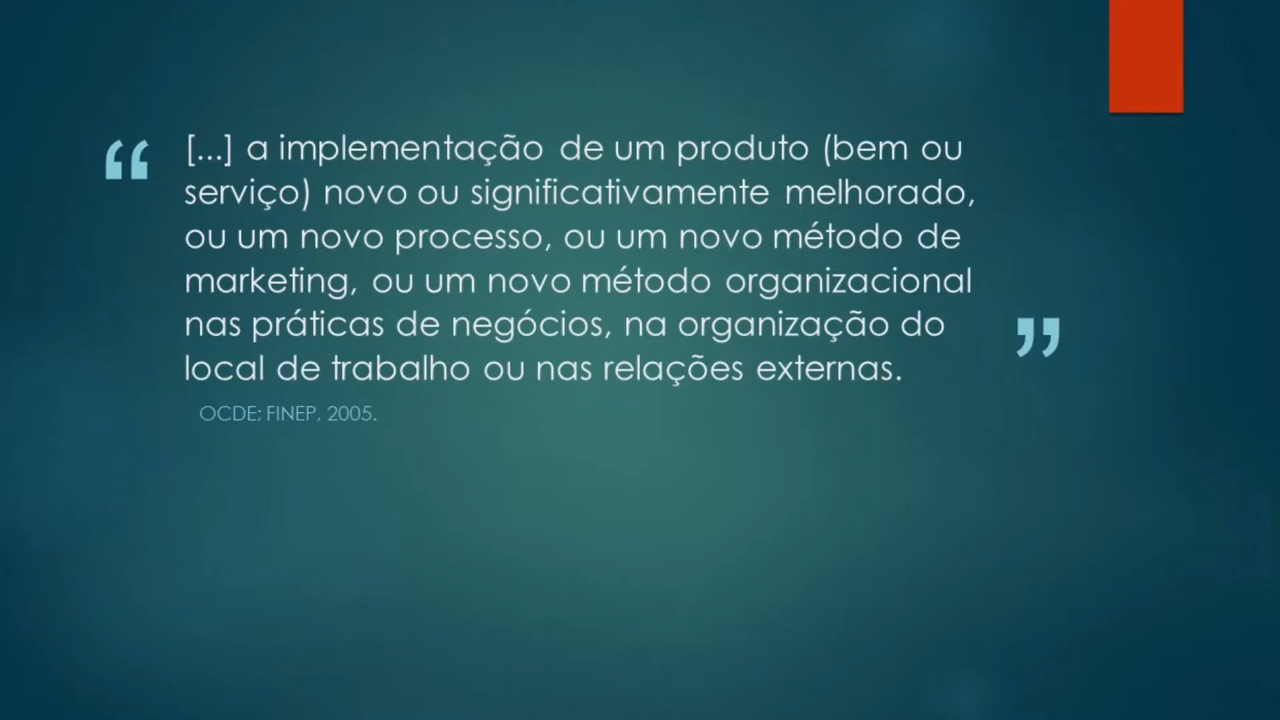 “ [...] a implementação de um produto (bem ou
serviço) novo ou significativamente melhorado,
ou um novo processo, ou um novo método de
marketing, ou um novo método organizacional
nas práticas de negócios, na organização do
local de trabalho ou nas relações externas. ”
OCDE; FINEP, 2005.